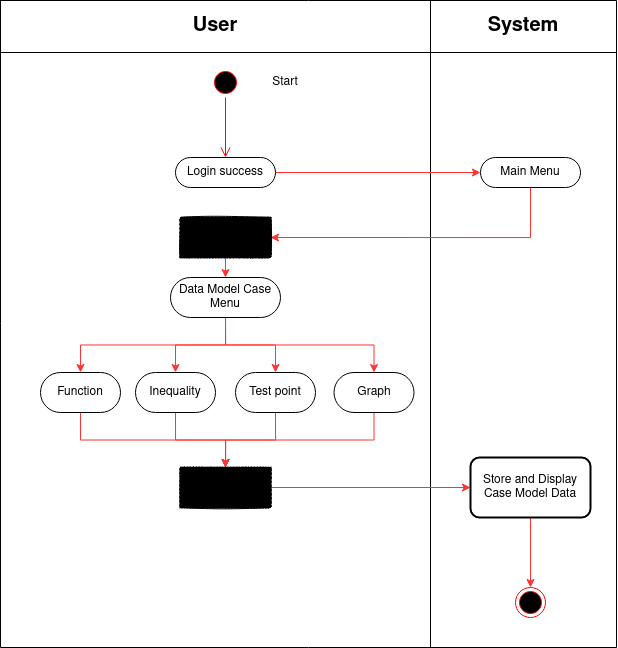 User
System
Start
Login success
Main Menu
Data Model Case
Menu
Function
Inequality
Test point
Graph
Store and Display
Case Model Data